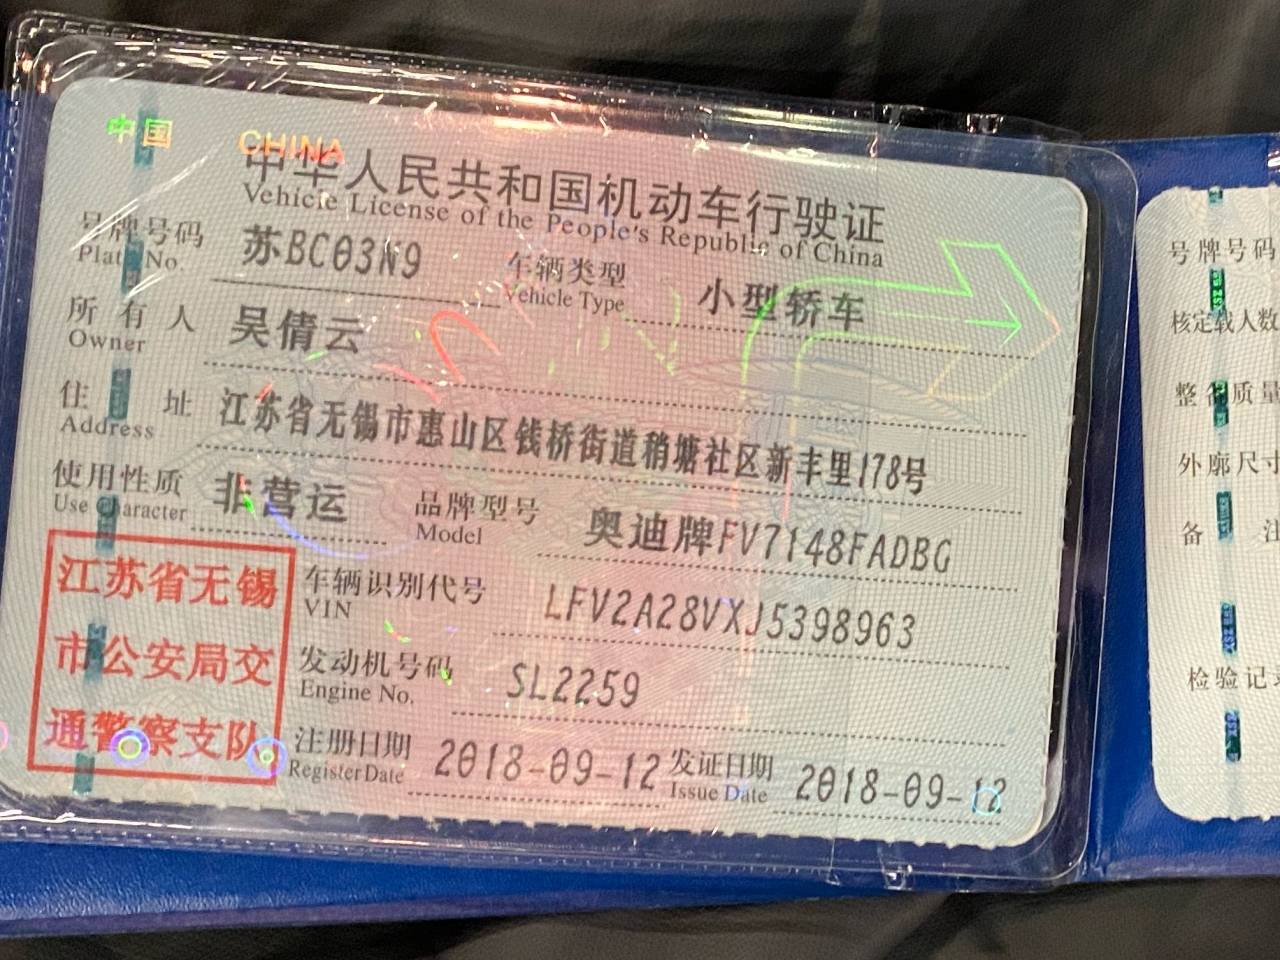 中国 CHINA
中华人民共和国机动车行驶证
Vehicle License of the People's Republic of China
号牌号码 苏BC03N9 车辆类型 小型轿车
Plate No. Vehicle Type
所有人 吴倩云
Owner
住址 江苏省无锡市惠山区钱桥街道稍塘社区新丰里178号
Address
使用性质 非营运 品牌型号 奥迪牌FV7148FADBG
Use Character Model
车辆识别代号 LFV2A28VXJ5398963
VIN
发动机号码 SL2259
Engine No.
注册日期 2018-09-12 发证日期 2018-09-12
Register Date Issue Date
江苏省无锡
市公安局交
通警察支队
号牌号码
核定载人数
整备质量
外廓尺寸
备注
检验记录